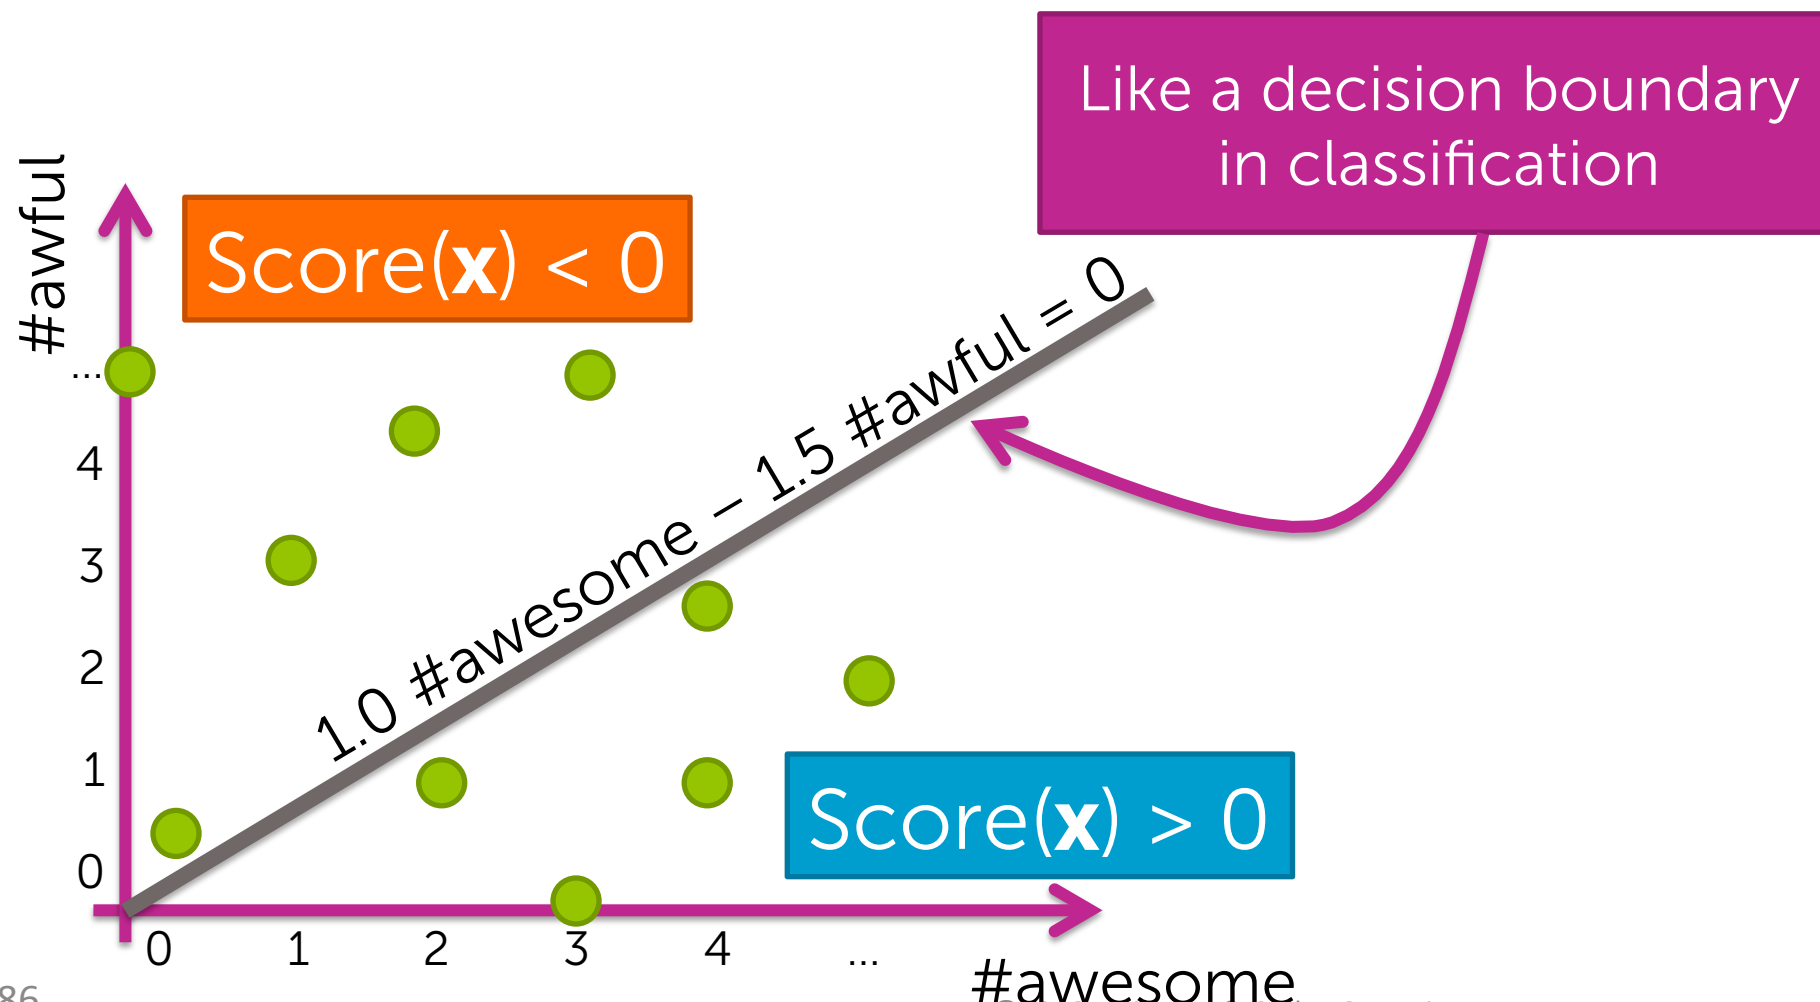 Like a decision boundary
in classification
#awful
Score(x) < 0
1.0 #awesome – 1.5 #awful = 0
...
4
3
2
1
0
Score(x) > 0
0 1 2 3 4 ...
#awesome
86